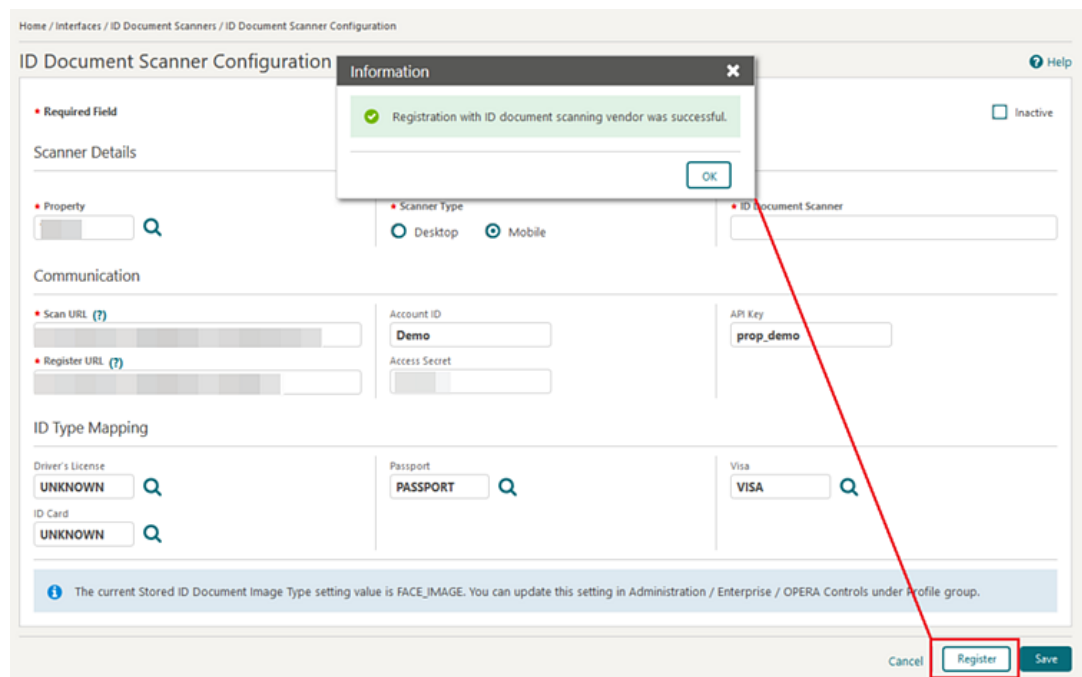 Home / Interfaces / ID Document Scanners / ID Document Scanner Configuration
ID Document Scanner Configuration
Help
Information
Registration with ID document scanning vendor was successful.
OK
* Required Field
Inactive
Scanner Details
* Property
* Scanner Type
* ID Document Scanner
Desktop Mobile
Communication
* Scan URL (?)
Account ID
API Key
Demo
prop_demo
* Register URL (?)
Access Secret
ID Type Mapping
Driver's License
Passport
Visa
UNKNOWN
PASSPORT
VISA
ID Card
UNKNOWN
The current Stored ID Document Image Type setting value is FACE_IMAGE. You can update this setting in Administration / Enterprise / OPERA Controls under Profile group.
Cancel
Register
Save